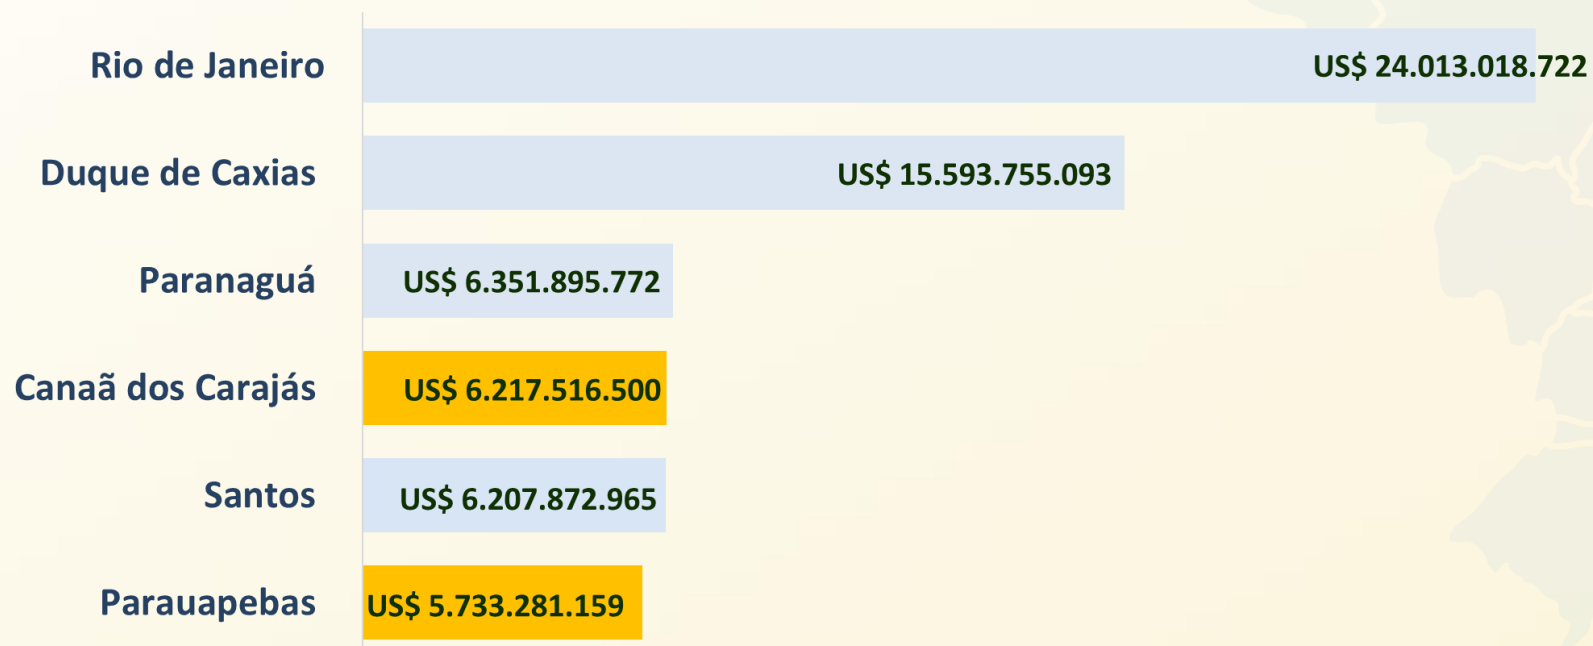 Rio de Janeiro US$ 24.013.018.722
Duque de Caxias US$ 15.593.755.093
Paranaguá US$ 6.351.895.772
Canaã dos Carajás US$ 6.217.516.500
Santos US$ 6.207.872.965
Parauapebas US$ 5.733.281.159